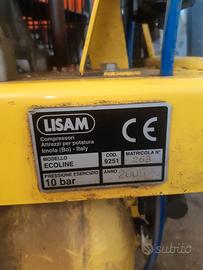 LISAM
Compressori
Attrezzi per potatura
Imola (Bo) - Italy
CE
MODELLO
ECOLINE
COD.
9251
MATRICOLA N°
PRESSIONE ESERCIZIO
10 bar
ANNO
subito